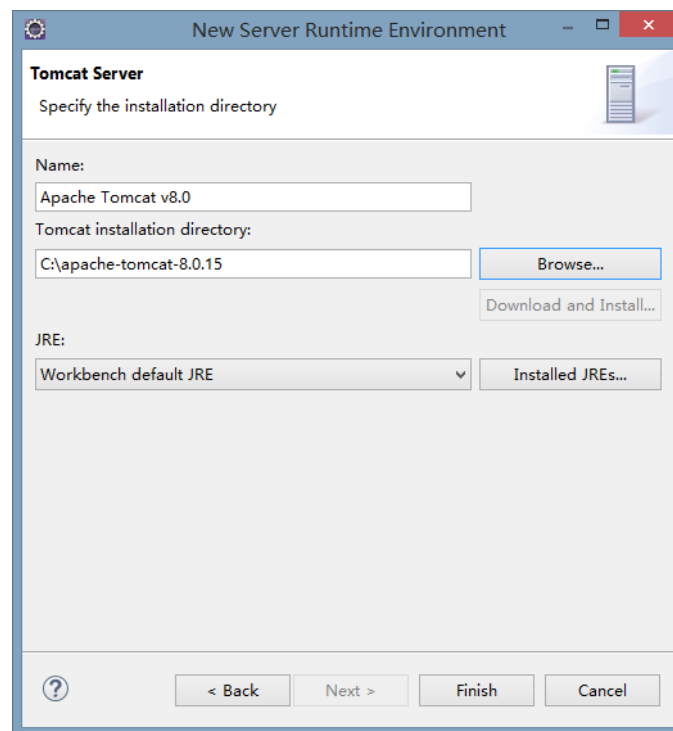 New Server Runtime Environment
Tomcat Server
Specify the installation directory
Name:
Apache Tomcat v8.0
Tomcat installation directory:
C:\apache-tomcat-8.0.15
Browse...
Download and Install...
JRE:
Workbench default JRE
Installed JREs...
< Back
Next >
Finish
Cancel